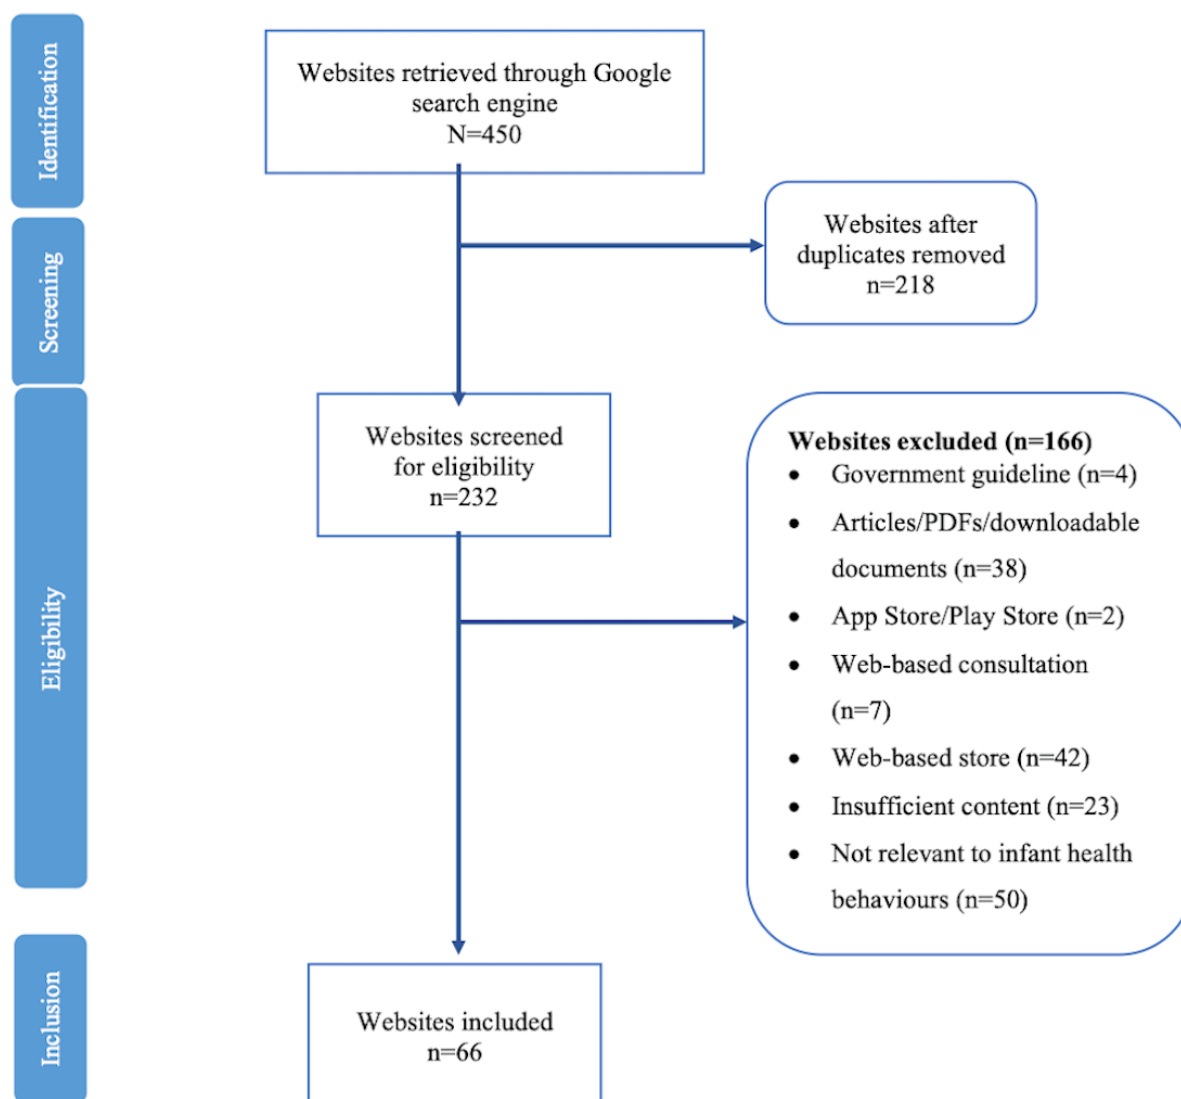 Identification
Websites retrieved through Google
search engine
N=450
Screening
Websites after
duplicates removed
n=218
Eligibility
Websites screened
for eligibility
n=232
Websites excluded (n=166)
• Government guideline (n=4)
• Articles/PDFs/downloadable
documents (n=38)
• App Store/Play Store (n=2)
• Web-based consultation
(n=7)
• Web-based store (n=42)
• Insufficient content (n=23)
• Not relevant to infant health
behaviours (n=50)
Inclusion
Websites included
n=66